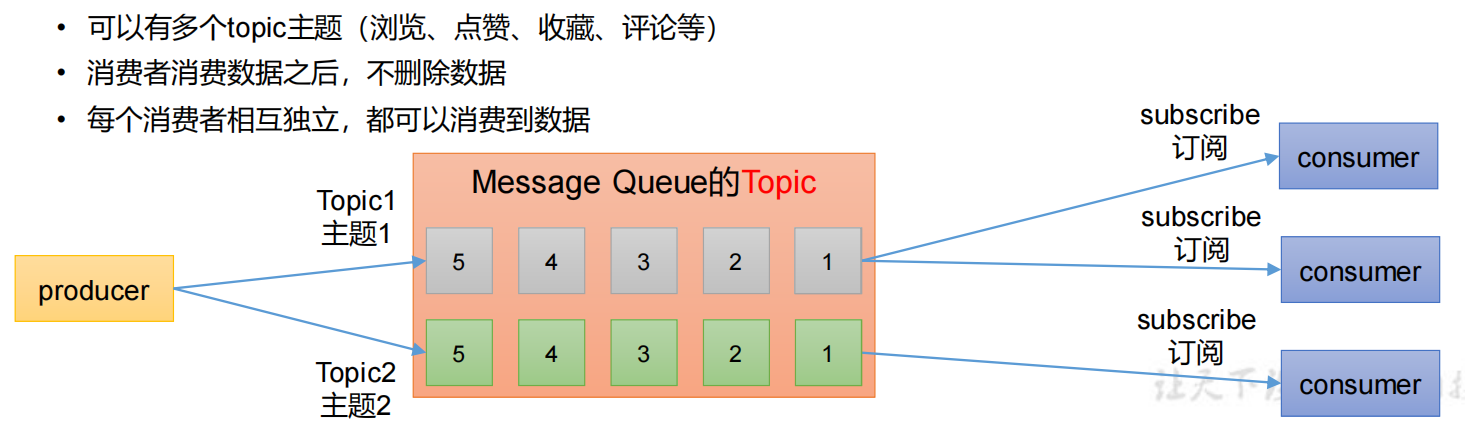 • 可以有多个topic主题（浏览、点赞、收藏、评论等）
• 消费者消费数据之后，不删除数据
• 每个消费者相互独立，都可以消费到数据
Message Queue的Topic
Topic1
主题1
5 4 3 2 1
producer
5 4 3 2 1
Topic2
主题2
subscribe
订阅
consumer
subscribe
订阅
consumer
subscribe
订阅
consumer
让天下